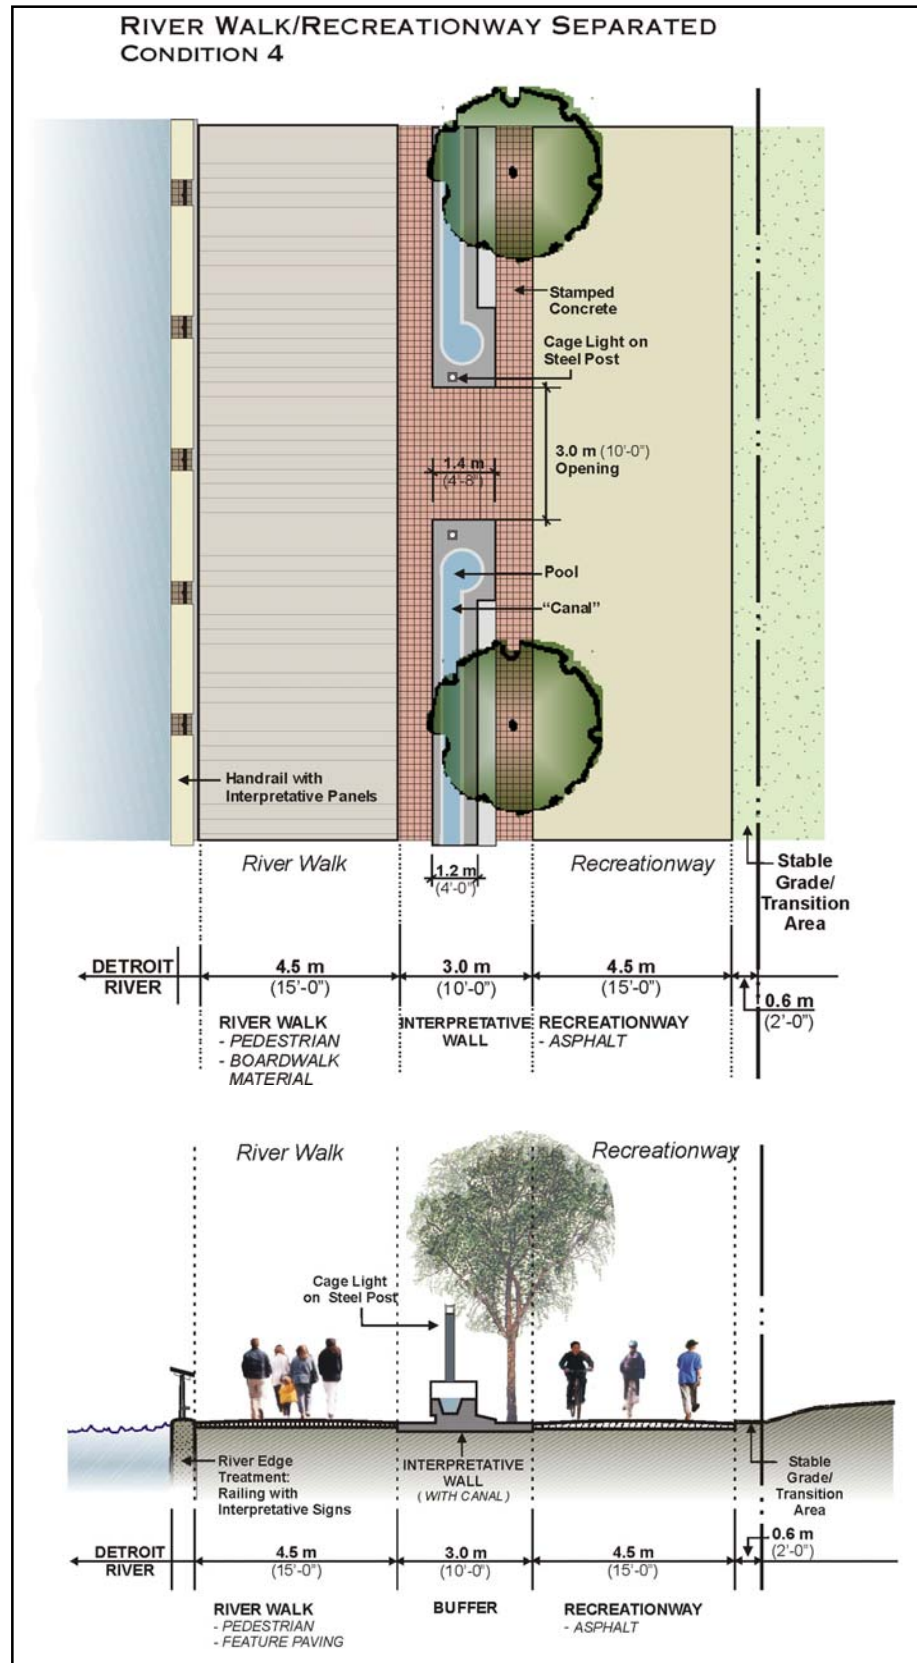 RIVER WALK/RECREATIONWAY SEPARATED
CONDITION 4
Stamped
Concrete
Cage Light on
Steel Post
3.0 m (10'-0")
Opening
1.4 m
(4'-8")
Pool
“Canal”
Handrail with
Interpretative Panels
River Walk
1.2 m
(4'-0")
Recreationway
Stable
Grade/
Transition
Area
DETROIT
RIVER
4.5 m
(15'-0")
3.0 m
(10'-0")
4.5 m
(15'-0")
0.6 m
(2'-0")
RIVER WALK
- PEDESTRIAN
- BOARDWALK
MATERIAL
INTERPRETATIVE
WALL
RECREATIONWAY
- ASPHALT
River Walk
Recreationway
Cage Light
on Steel Post
River Edge
Treatment:
Railing with
Interpretative Signs
INTERPRETATIVE
WALL
(WITH CANAL)
Stable
Grade/
Transition
Area
DETROIT
RIVER
4.5 m
(15'-0")
3.0 m
(10'-0")
4.5 m
(15'-0")
0.6 m
(2'-0")
RIVER WALK
- PEDESTRIAN
- FEATURE PAVING
BUFFER
RECREATIONWAY
- ASPHALT